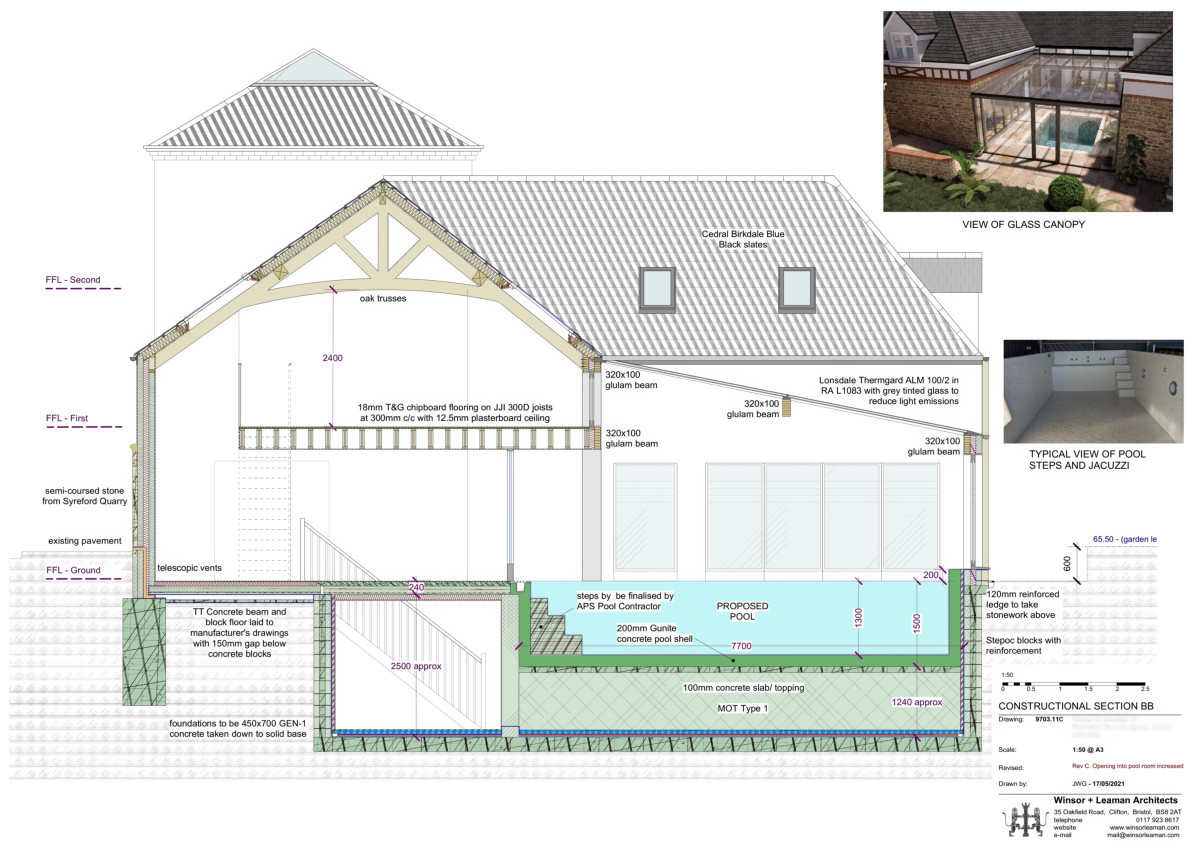 VIEW OF GLASS CANOPY
Cedral Birkdale Blue
Black slates
FFL - Second
oak trusses
2400
320x100
glulam beam
Lonsdale Thermgard ALM 100/2 in
RA L1083 with grey tinted glass to
reduce light emissions
320x100
glulam beam
18mm T&G chipboard flooring on JJI 300D joists
at 300mm c/c with 12.5mm plasterboard ceiling
FFL - First
320x100
glulam beam
320x100
glulam beam
TYPICAL VIEW OF POOL
STEPS AND JACUZZI
semi-coursed stone
from Syreford Quarry
existing pavement
65.50 - (garden le
600
FFL - Ground
telescopic vents
240
200
steps by be finalised by
APS Pool Contractor
PROPOSED
POOL
1300
1500
120mm reinforced
ledge to take
stonework above
TT Concrete beam and
block floor laid to
manufacturer's drawings
with 150mm gap below
concrete blocks
200mm Gunite
concrete pool shell
7700
Stepoc blocks with
reinforcement
2500 approx
100mm concrete slab/ topping
MOT Type 1
1240 approx
foundations to be 450x700 GEN-1
concrete taken down to solid base
1:50
0 0.5 1 1.5 2 2.5
CONSTRUCTIONAL SECTION BB
Drawing: 9703.11C
Scale: 1:50 @ A3
Revised: Rev C. Opening into pool room increased
Drawn by: JWG - 17/05/2021
Winsor + Leaman Architects
35 Oakfield Road, Clifton, Bristol, BS8 2AT
telephone 0117 923 8617
website www.winsorleaman.com
e-mail mail@winsorleaman.com